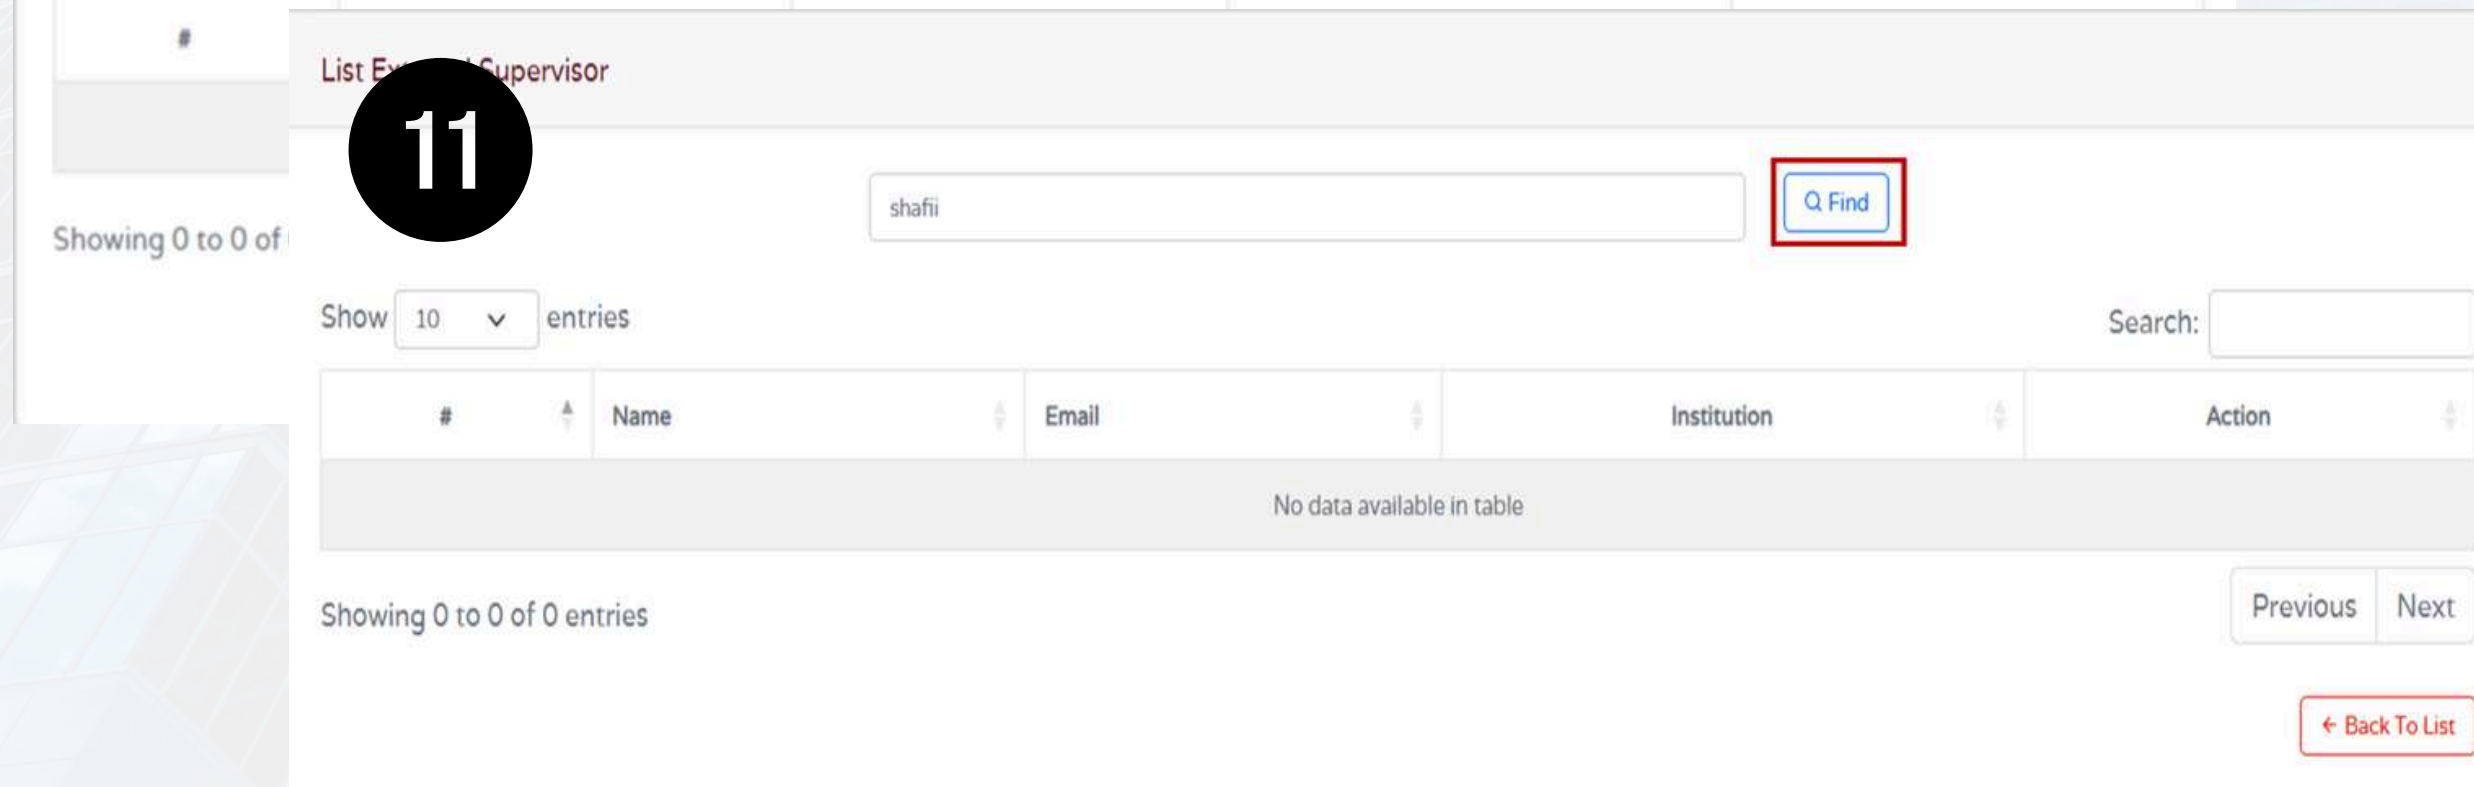 #
Showing 0 to 0 of
List Supervisor
11
shafii
Find
Show 10 entries
Search:
# Name Email Institution Action
No data available in table
Showing 0 to 0 of 0 entries
Previous Next
← Back To List